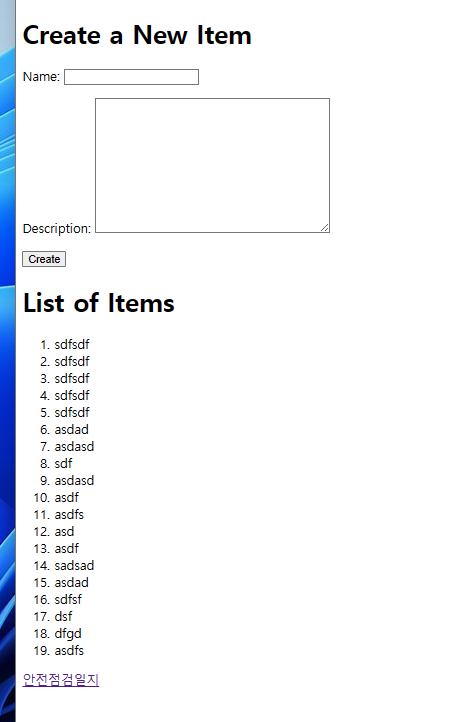 Create a New Item
Name:
Description:
Create
List of Items
1. sdfsdf
2. sdfsdf
3. sdfsdf
4. sdfsdf
5. sdfsdf
6. asdad
7. asdasd
8. sdf
9. asdasd
10. asdf
11. asdfs
12. asd
13. asdf
14. sadsad
15. asdad
16. sdfsf
17. dsf
18. dfgd
19. asdfs
안전점검일지